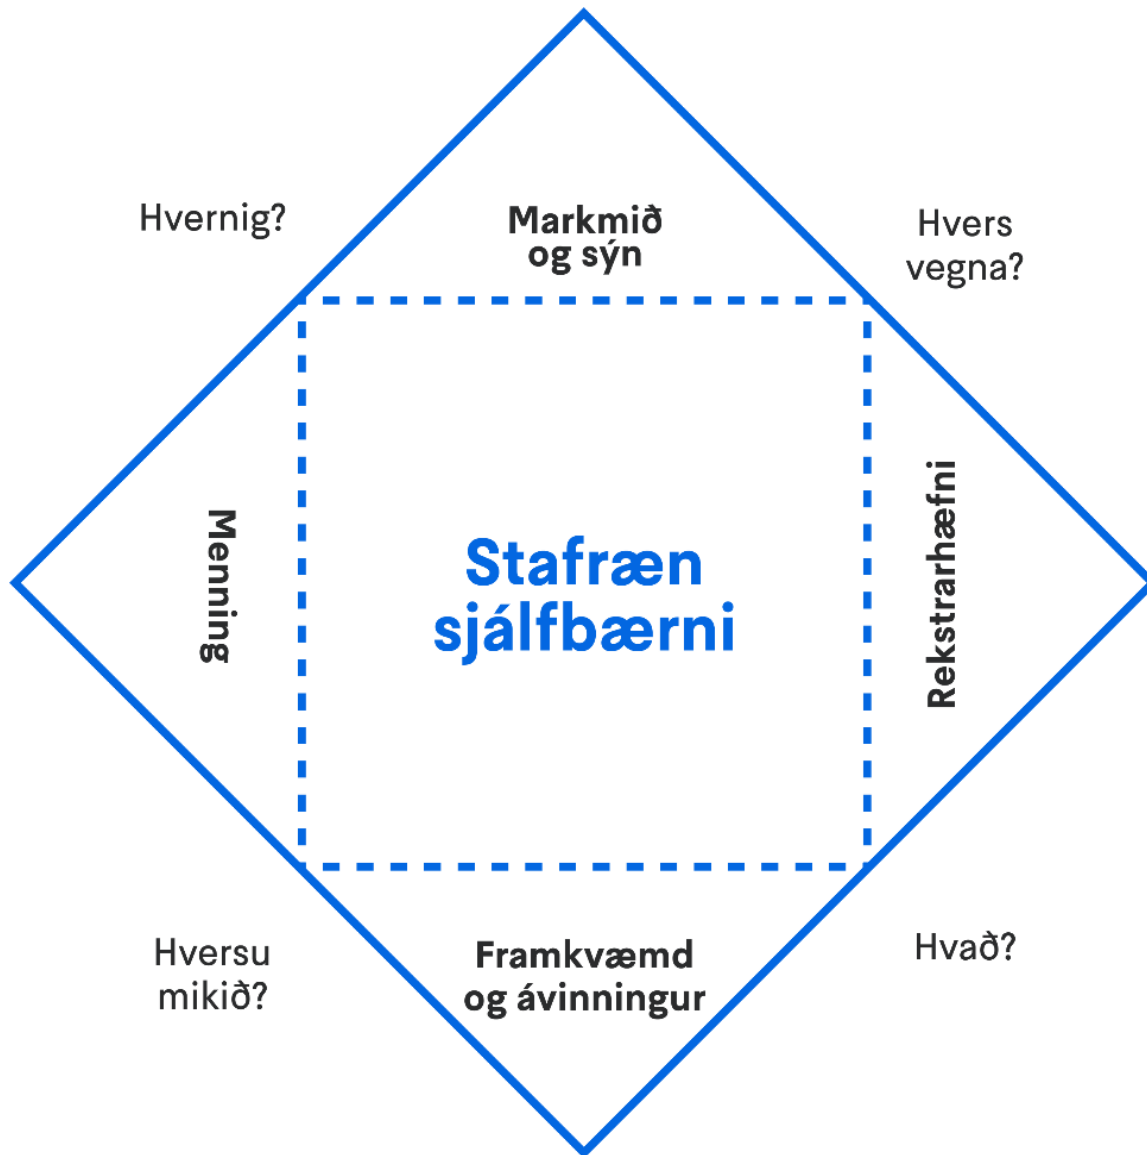 Hvernig?
Markmið
og sýn
Hvers
vegna?
Menning
Stafræn
sjálfbærni
Rekstrarhæfni
Hversu
mikið?
Framkvæmd
og ávinningur
Hvað?